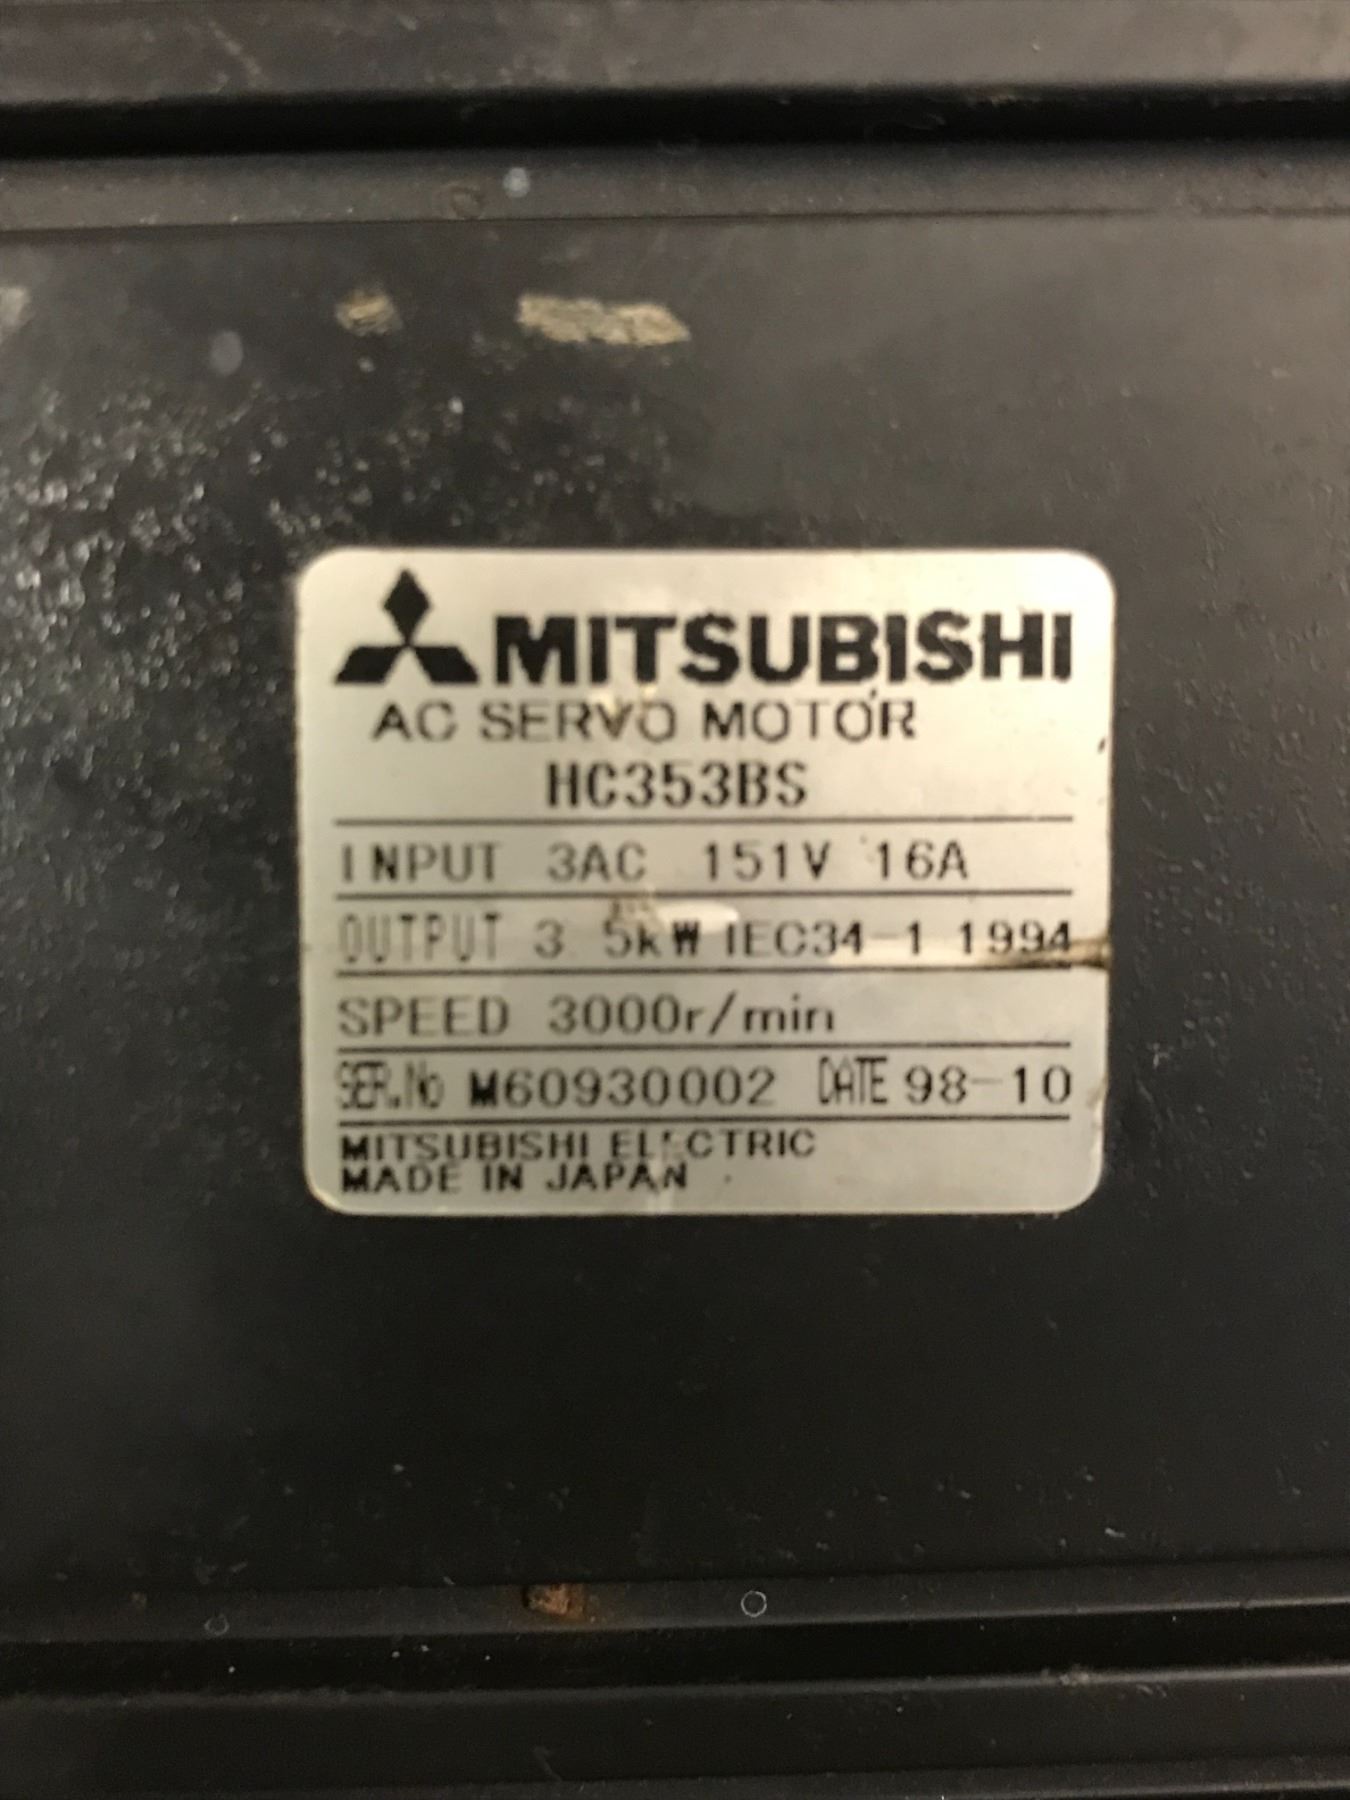 MITSUBISHI
AC SERVO MOTOR
HC353BS
INPUT 3AC 151V 16A
OUTPUT 3.5kW IEC34-1 1994
SPEED 3000r/min
SER.No M60930002 DATE 98-10
MITSUBISHI ELECTRIC
MADE IN JAPAN